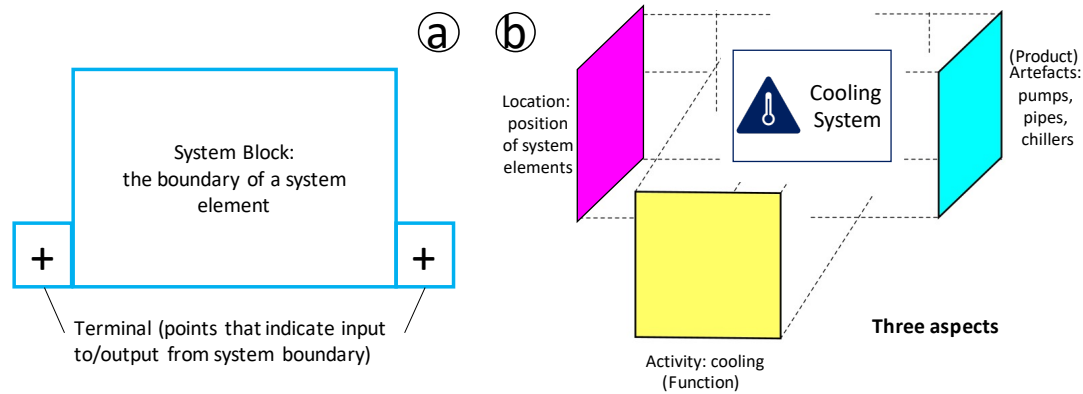 a
System Block:
the boundary of a system
element
+
+
Terminal (points that indicate input
to/output from system boundary)
b
Location:
position
of system
elements
Cooling
System
(Product)
Artefacts:
pumps,
pipes,
chillers
Three aspects
Activity: cooling
(Function)